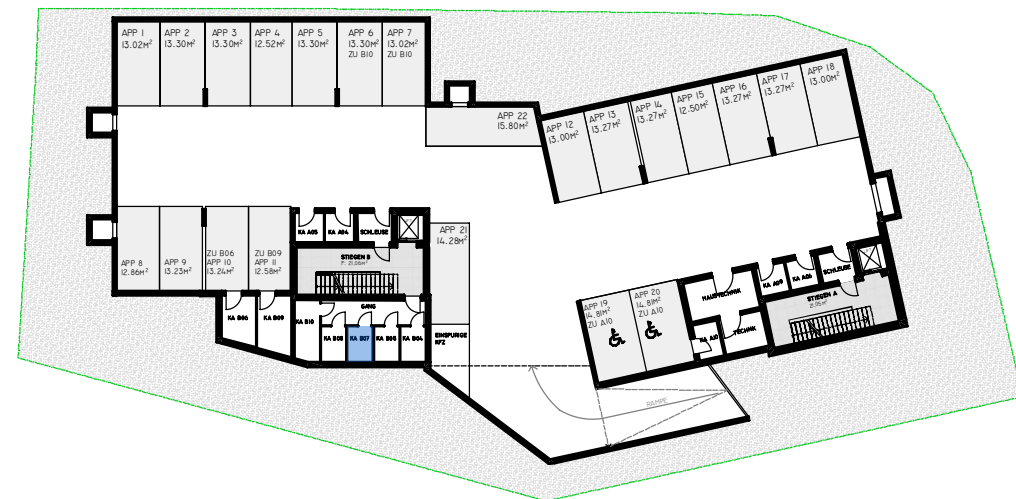 APP 1
13.02m²
APP 2
13.30m²
APP 3
13.30m²
APP 4
12.52m²
APP 5
13.30m²
APP 6
13.30m²
ZU B10
APP 7
13.02m²
ZU B10
APP 22
15.80m²
APP 12
13.00m²
APP 13
13.27m²
APP 14
13.27m²
APP 15
12.50m²
APP 16
13.27m²
APP 17
13.27m²
APP 18
13.00m²
APP 8
12.86m²
APP 9
13.23m²
ZU B06
APP 10
13.24m²
ZU B09
APP 11
12.58m²
KA A05
KA A04
SCHLEUSE
STIEGEN B
F: 21.06m²
APP 21
14.28m²
KA B06
KA B09
KA B10
GANG
KA B08
KA B07
KA B05
KA B04
EINSPURIGE
KFZ
APP 19
14.81m²
ZU A10
APP 20
14.81m²
ZU A10
HAUSTECHNIK
KA A09
KA A06
SCHLEUSE
STIEGEN A
KA A10
TECHNIK
RAMPE